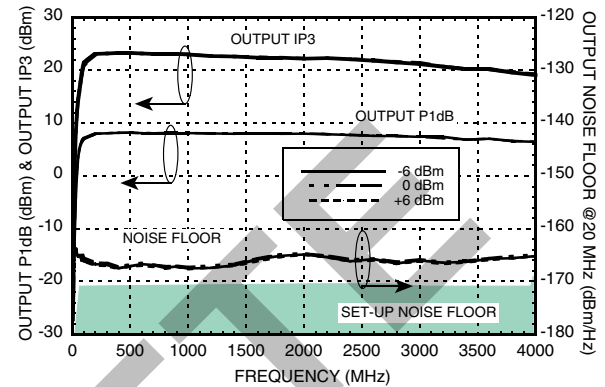 30
20
10
0
-10
-20
-30
OUTPUT P1dB (dBm) & OUTPUT IP3 (dBm)
OUTPUT IP3
OUTPUT P1dB
-6 dBm
0 dBm
+6 dBm
NOISE FLOOR
SET-UP NOISE FLOOR
-120
-130
-140
-150
-160
-170
-180
OUTPUT NOISE FLOOR @20 MHz (dBm/Hz)
0 500 1000 1500 2000 2500 3000 3500 4000
FREQUENCY (MHz)